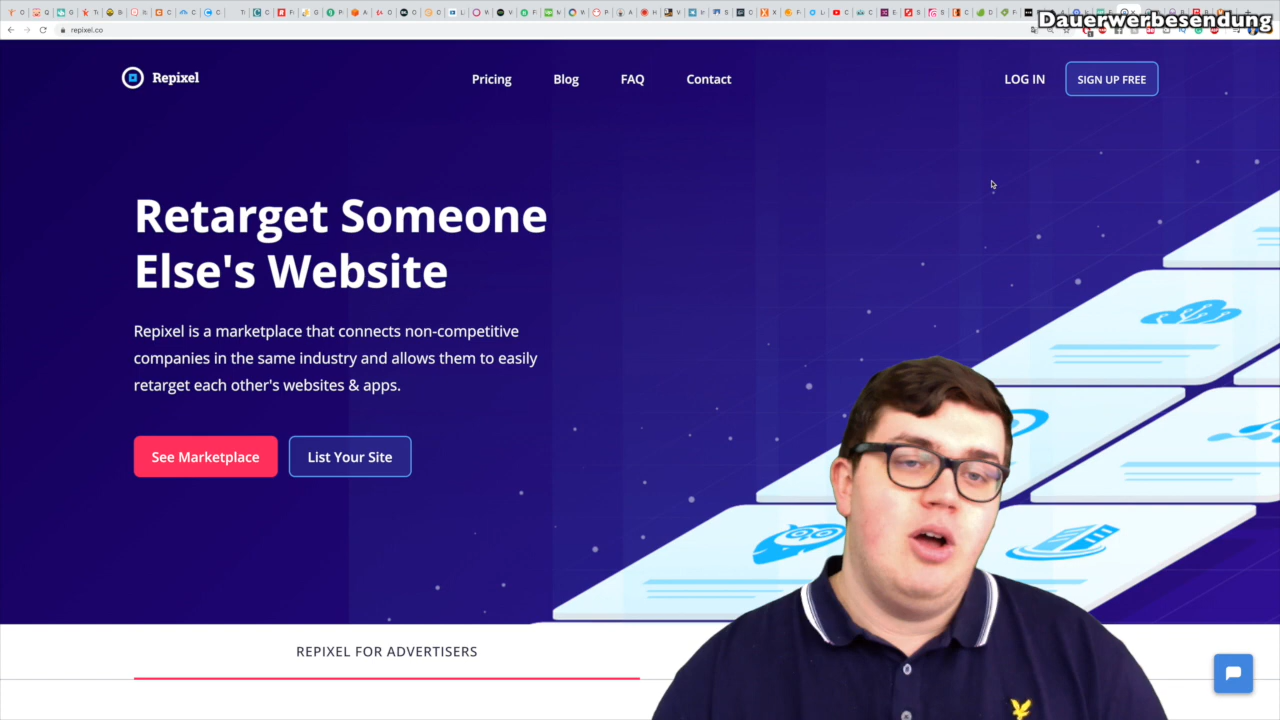 Dauerwerbesendung
repixel.co
Repixel
Pricing
Blog
FAQ
Contact
LOG IN
SIGN UP FREE
Retarget Someone
Else's Website
Repixel is a marketplace that connects non-competitive
companies in the same industry and allows them to easily
retarget each other's websites & apps.
See Marketplace
List Your Site
REPIXEL FOR ADVERTISERS